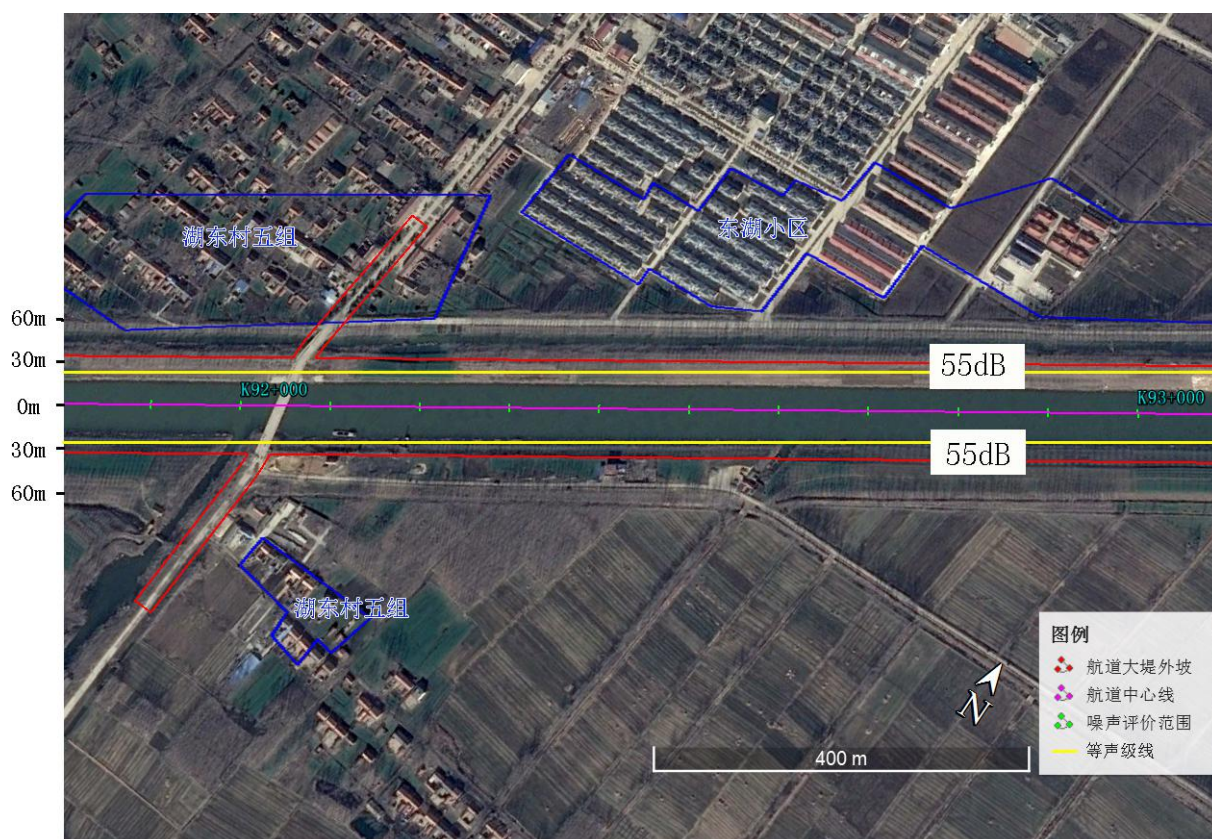 湖东村五组
东湖小区
60m
30m
55dB
K92+000
K93+000
0m
30m
55dB
60m
湖东村五组
图例
航道大堤外坡
航道中心线
噪声评价范围
等声级线
N
400 m